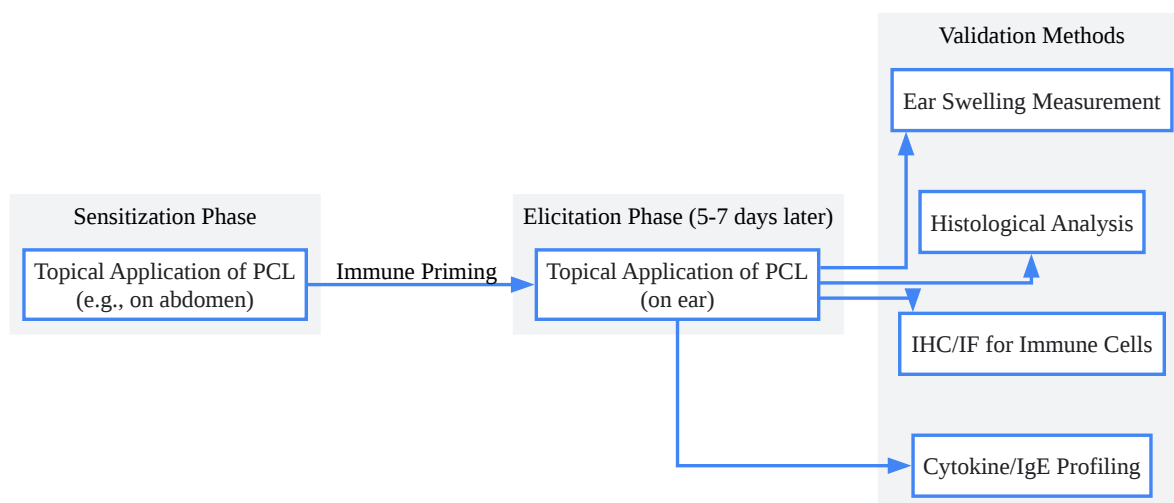 Sensitization Phase
Topical Application of PCL
(e.g., on abdomen)
Immune Priming
Elicitation Phase (5-7 days later)
Topical Application of PCL
(on ear)
Validation Methods
Ear Swelling Measurement
Histological Analysis
IHC/IF for Immune Cells
Cytokine/IgE Profiling